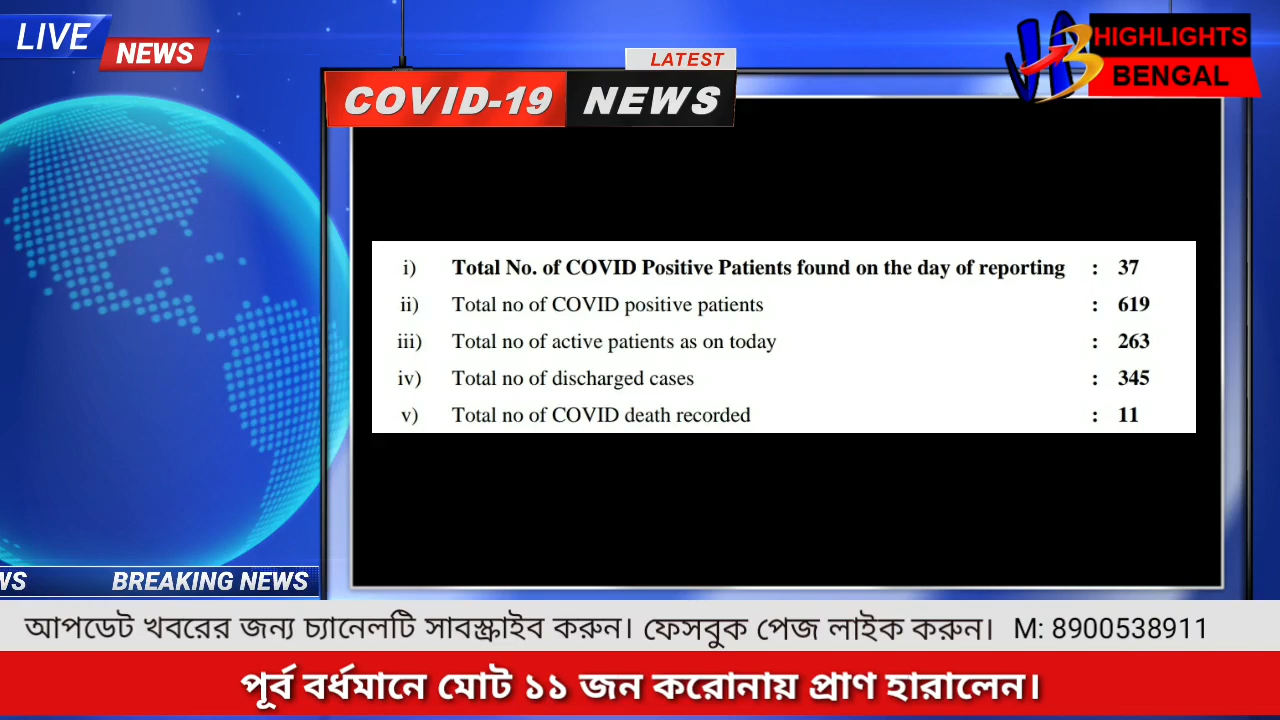 LIVE
NEWS
LATEST
COVID-19 NEWS
HIGHLIGHTS
BENGAL
i) Total No. of COVID Positive Patients found on the day of reporting : 37
ii) Total no of COVID positive patients : 619
iii) Total no of active patients as on today : 263
iv) Total no of discharged cases : 345
v) Total no of COVID death recorded : 11
WS BREAKING NEWS
আপডেট খবরের জন্য চ্যানেলটি সাবস্ক্রাইব করুন। ফেসবুক পেজ লাইক করুন। M: 8900538911
পূর্ব বর্ধমানে মোট ১১ জন করোনায় প্রাণ হারালেন।